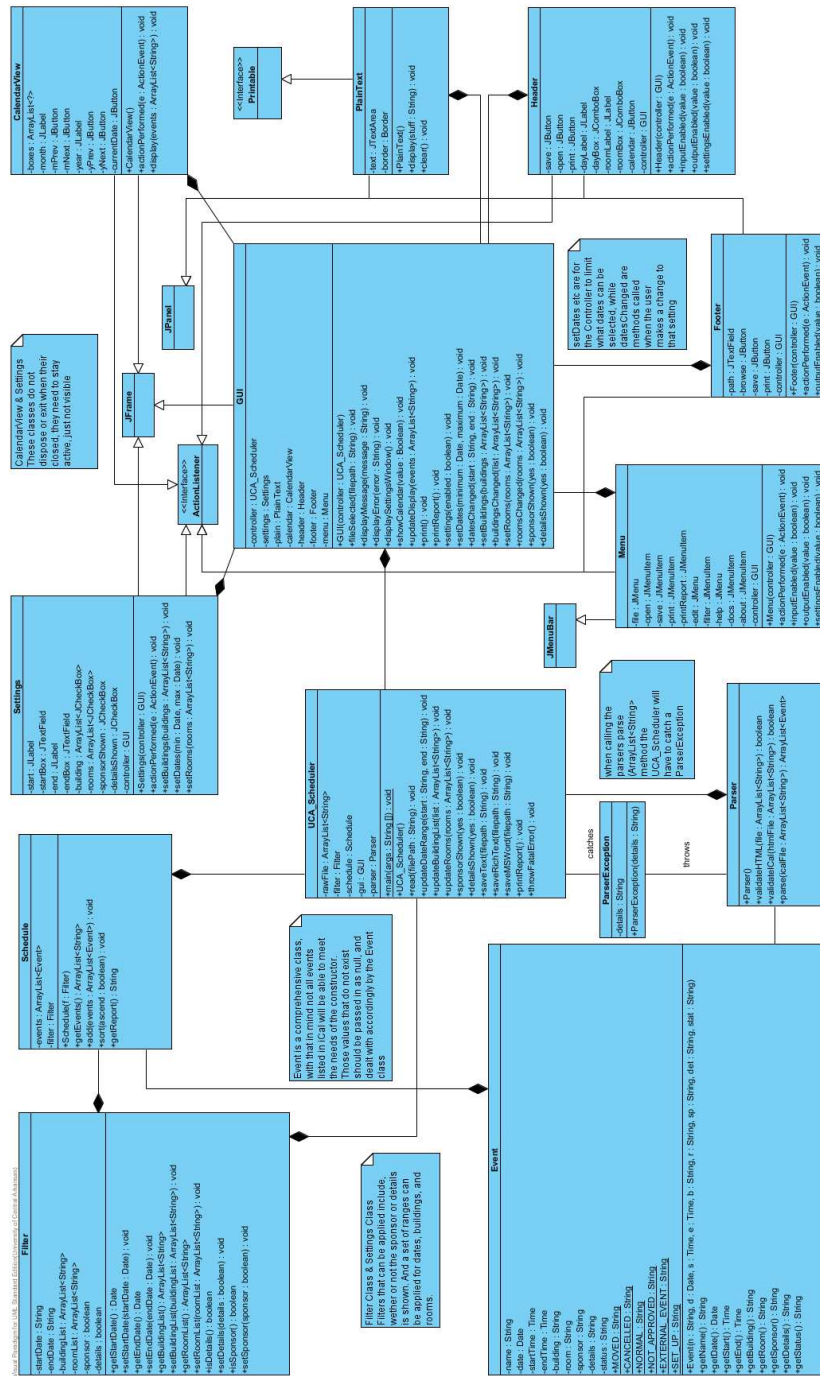 Visual Paradigm for UML Standard Edition(University of Central Arkansas)
Filter
-startDate : String
-endDate : String
-buildingList : ArrayList<String>
-roomList : ArrayList<String>
-sponsor : boolean
-details : boolean
+getStartDate() : Date
+setStartDate(startDate : Date) : void
+getEndDate() : Date
+setEndDate(endDate : Date) : void
+getBuildingList() : ArrayList<String>
+setBuildingList(buildingList : ArrayList<String>) : void
+getRoomList() : ArrayList<String>
+setRoomList(roomList : ArrayList<String>) : void
+isDetails() : boolean
+setDetails(details : boolean) : void
+isSponsor() : boolean
+setSponsor(sponsor : boolean) : void
Schedule
-events : ArrayList<Event>
-filter : Filter
+Schedule(f : Filter)
+getEvents() : ArrayList<String>
+add(events : ArrayList<Event>) : void
+sort(ascend : boolean) : void
+getReport() : String
Settings
-start : JLabel
-startBox : JTextField
-end : JLabel
-endBox : JTextField
-building : ArrayList<JCheckBox>
-rooms : ArrayList<JCheckBox>
-sponsorShown : JCheckBox
-detailsShown : JCheckBox
-controller : GUI
+Settings(controller : GUI)
+actionPerformed(e : ActionEvent) : void
+setBuildings(buildings : ArrayList<String>) : void
+setDates(min : Date, max : Date) : void
+setRooms(rooms : ArrayList<String>) : void
CalendarView & Settings
These classes do not
dispose or exit when their
closed, they need to stay
active, just not visible
CalendarView
-boxes : ArrayList<?>
-month : JLabel
-mPrev : JButton
-mNext : JButton
-year : JLabel
-yPrev : JButton
-yNext : JButton
-currentDate : JButton
+CalendarView()
+actionPerformed(e : ActionEvent) : void
+display(events : ArrayList<String>) : void
JFrame
<<Interface>>
ActionListener
JPanel
<<Interface>>
Printable
Filter Class & Settings Class
Filters that can be applied include,
wether or not the sponsor or details
is shown. And a set of ranges can
be applied for dates, buildings, and
rooms.
Event is a comprehensive class,
with that in mind not all events
listed in iCal will be able to meet
the needs of the constructor.
Those values that do not exist
should be passed in as null, and
dealt with accordingly by the Event
class
UCA_Scheduler
-rawFile : ArrayList<String>
-filter : Filter
-schedule : Schedule
-gui : GUI
-parser : Parser
+main(args : String []) : void
+UCA_Scheduler()
+read(filePath : String) : void
+updateDateRange(start : String, end : String) : void
+updateBuildingList(list : ArrayList<String>) : void
+updateRooms(rooms : ArrayList<String>) : void
+sponsorShown(yes : boolean) : void
+detailsShown(yes : boolean) : void
+saveText(filepath : String) : void
+saveRichText(filepath : String) : void
+saveMSWord(filepath : String) : void
+printReport() : void
+throwFatalError() : void
GUI
-controller : UCA_Scheduler
-settings : Settings
-plain : PlainText
-calendar : CalendarView
-header : Header
-footer : Footer
-menu : Menu
+GUI(controller : UCA_Scheduler)
+fileSelected(filepath : String) : void
+displayMessage(message : String) : void
+displayError(error : String) : void
+displaySettingsWindow() : void
+showCalendar(value : Boolean) : void
+updateDisplay(events : ArrayList<String>) : void
+print() : void
+printReport() : void
+settings(enabled : boolean) : void
+setDates(minimum : Date, maximum : Date) : void
+datesChanged(start : String, end : String) : void
+setBuildings(buildings : ArrayList<String>) : void
+buildingsChanged(list : ArrayList<String>) : void
+setRooms(rooms : ArrayList<String>) : void
+roomsChanged(rooms : ArrayList<String>) : void
+sponsorShown(yes : boolean) : void
+detailsShown(yes : boolean) : void
PlainText
-text : JTextArea
-border : Border
+PlainText()
+display(stuff : String) : void
+clear() : void
Header
-save : JButton
-open : JButton
-print : JButton
-dayLabel : JLabel
-dayBox : JComboBox
-roomLabel : JLabel
-roomBox : JComboBox
-calendar : JButton
-controller : GUI
+Header(controller : GUI)
+actionPerformed(e : ActionEvent) : void
+inputEnabled(value : boolean) : void
+outputEnabled(value : boolean) : void
+settingsEnabled(value : boolean) : void
setDates etc are for
the Controller to limit
what dates can be
selected, while
datesChanged are
methods called
when the user
makes a change to
that setting
Event
-name : String
-date : Date
-startTime : Time
-endTime : Time
-building : String
-room : String
-sponsor : String
-details : String
-status : String
+MOVED : String
+CANCELLED : String
+NORMAL : String
+NOT_APPROVED : String
+EXTERNAL_EVENT : String
+SET_UP : String
+Event(n : String, d : Date, s : Time, e : Time, b : String, r : String, sp : String, det : String, stat : String)
+getName() : String
+getDate() : Date
+getStart() : Time
+getEnd() : Time
+getBuilding() : String
+getRoom() : String
+getSponsor() : String
+getDetails() : String
+getStatus() : String
catches
ParserException
-details : String
+ParserException(details : String)
throws
when calling the
parsers parse
(ArrayList<String>
method the
UCA_Scheduler will
have to catch a
ParserException
Parser
+Parser()
+validateHTML(file : ArrayList<String>) : boolean
+validateICal(htmlFile : ArrayList<String>) : boolean
+parse(icalFile : ArrayList<String>) : ArrayList<Event>
JMenuBar
Menu
-file : JMenu
-open : JMenuItem
-save : JMenuItem
-print : JMenuItem
-printReport : JMenuItem
-edit : JMenu
-filter : JMenuItem
-help : JMenu
-docs : JMenuItem
-about : JMenuItem
-controller : GUI
+Menu(controller : GUI)
+actionPerformed(e : ActionEvent) : void
+inputEnabled(value : boolean) : void
+outputEnabled(value : boolean) : void
+settingsEnabled(value : boolean) : void
Footer
-path : JTextField
-browse : JButton
-save : JButton
-print : JButton
-controller : GUI
+Footer(controller : GUI)
+actionPerformed(e : ActionEvent) : void
+outputEnabled(value : boolean) : void